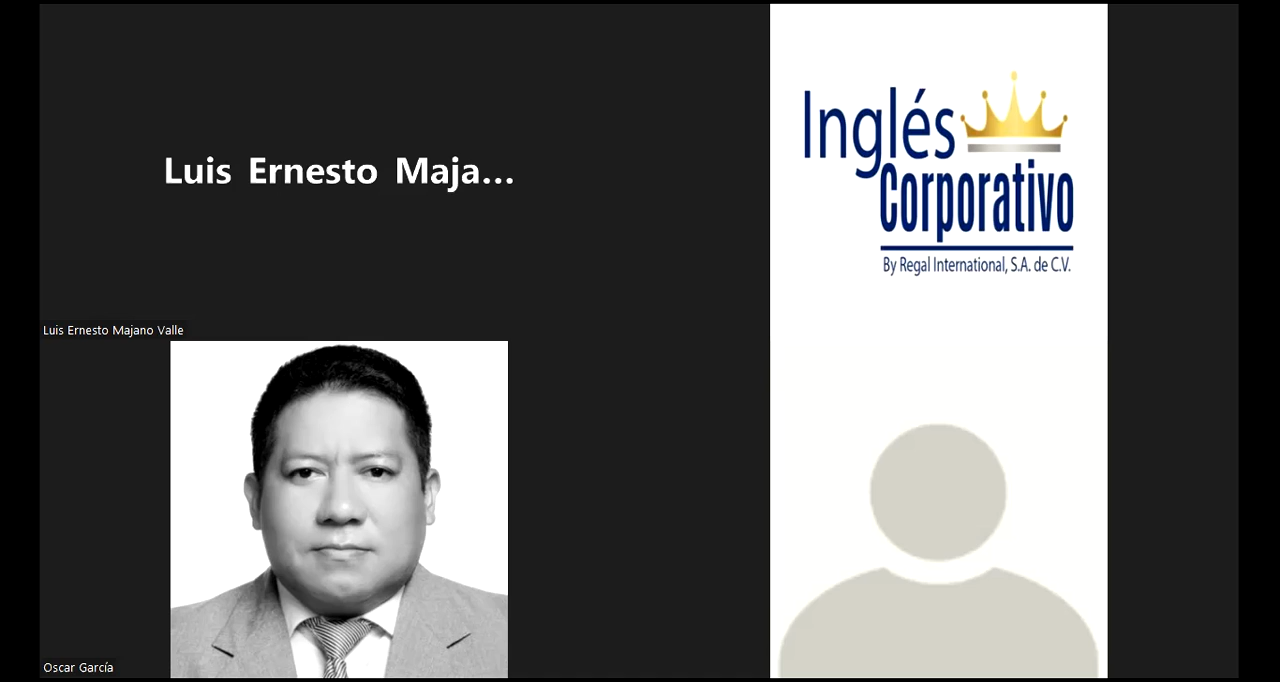 Luis Ernesto Maja...
Luis Ernesto Majano Valle
Oscar García
Inglés
Corporativo
By Regal International, S.A. de C.V.